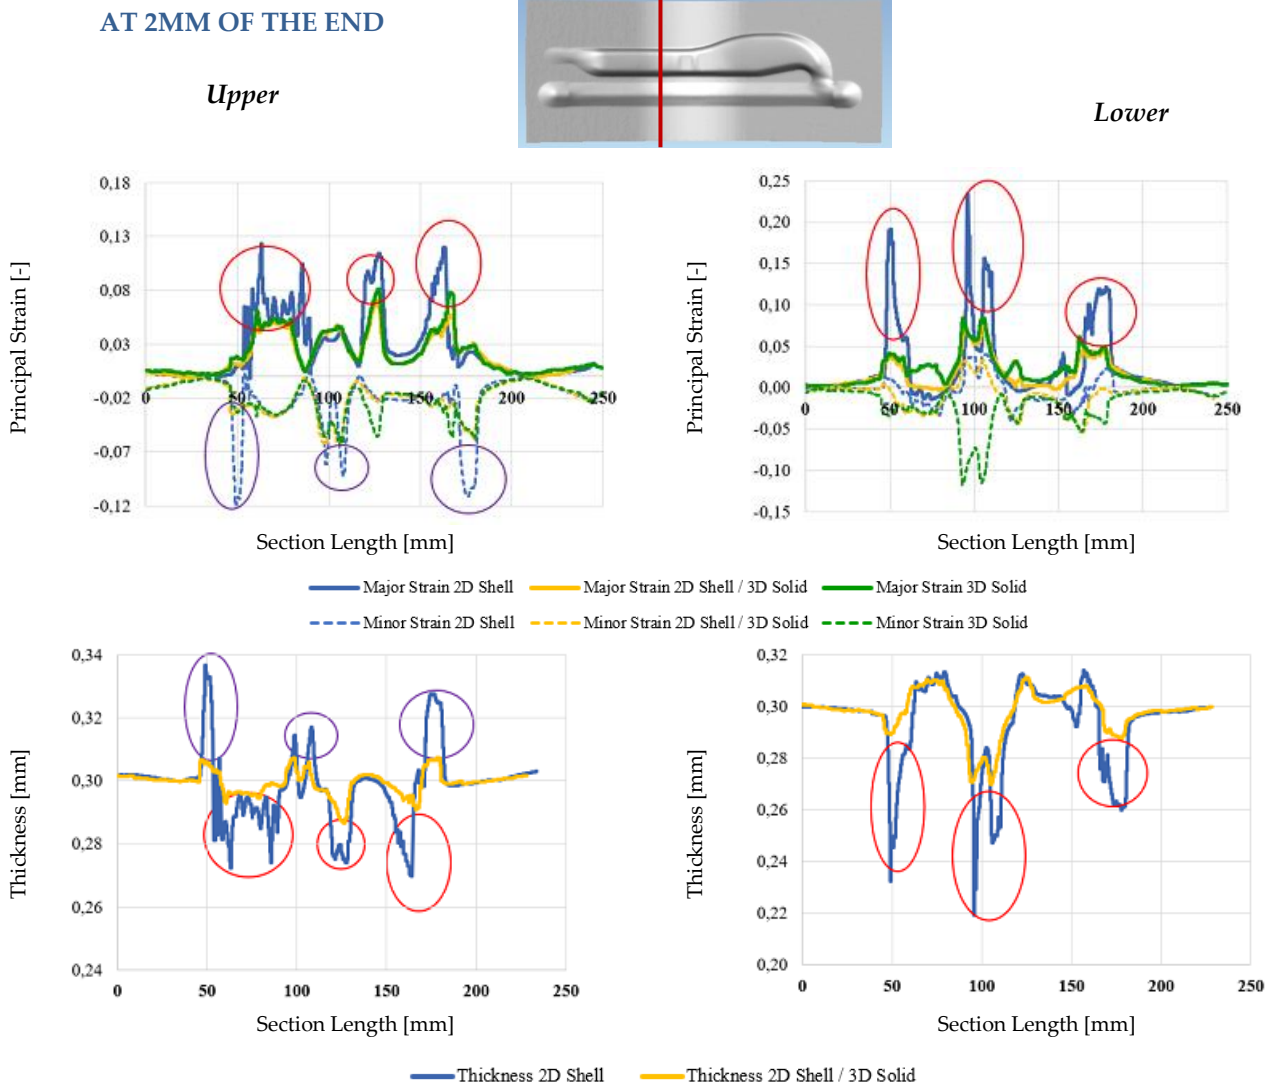 AT 2MM OF THE END
Upper
Lower
0,18
0,13
0,08
0,03
-0,02
-0,07
-0,12
0
50
100
150
200
250
Principal Strain [-]
Section Length [mm]
0,25
0,20
0,15
0,10
0,05
0,00
-0,05
-0,10
-0,15
0
50
100
150
200
250
Principal Strain [-]
Section Length [mm]
Major Strain 2D Shell
Major Strain 2D Shell / 3D Solid
Major Strain 3D Solid
Minor Strain 2D Shell
Minor Strain 2D Shell / 3D Solid
Minor Strain 3D Solid
0,34
0,32
0,30
0,28
0,26
0,24
0
50
100
150
200
250
Thickness [mm]
Section Length [mm]
0,32
0,30
0,28
0,26
0,24
0,22
0,20
0
50
100
150
200
250
Thickness [mm]
Section Length [mm]
Thickness 2D Shell
Thickness 2D Shell / 3D Solid